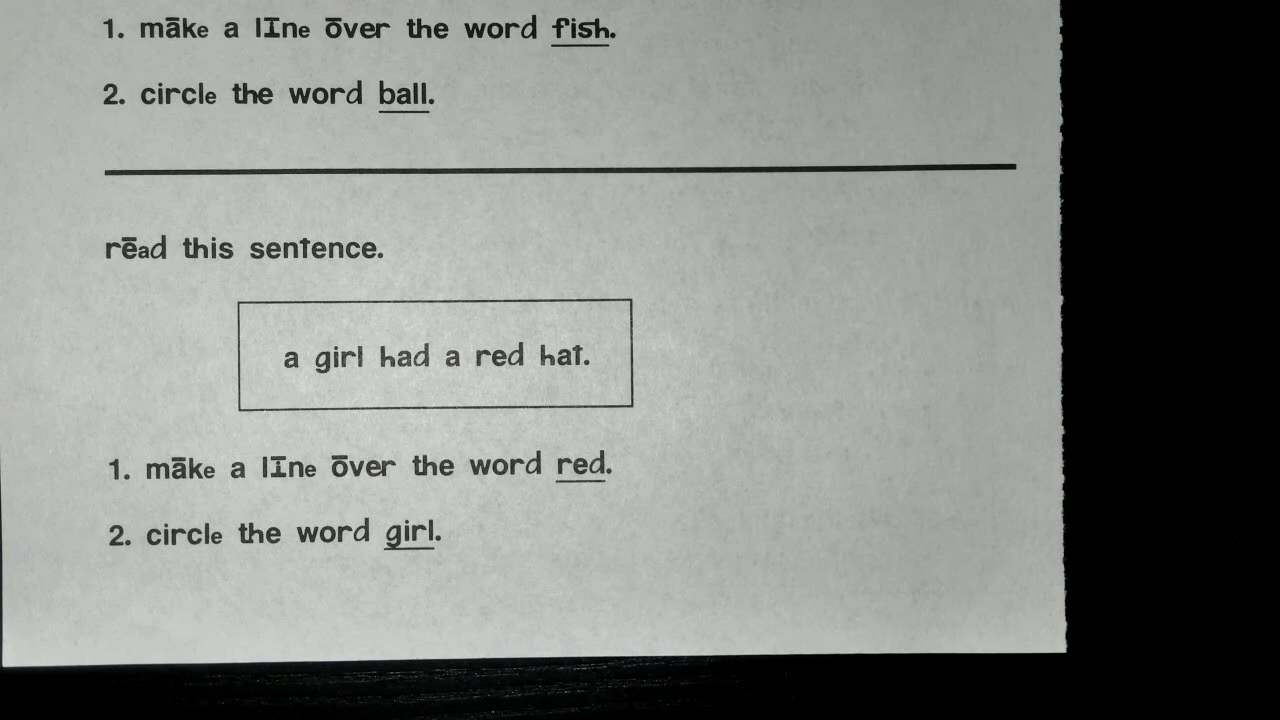 1. māke a līne ōver the word fish.
2. circle the word ball.
rēad this sentence.
a girl had a red hat.
1. māke a līne ōver the word red.
2. circle the word girl.